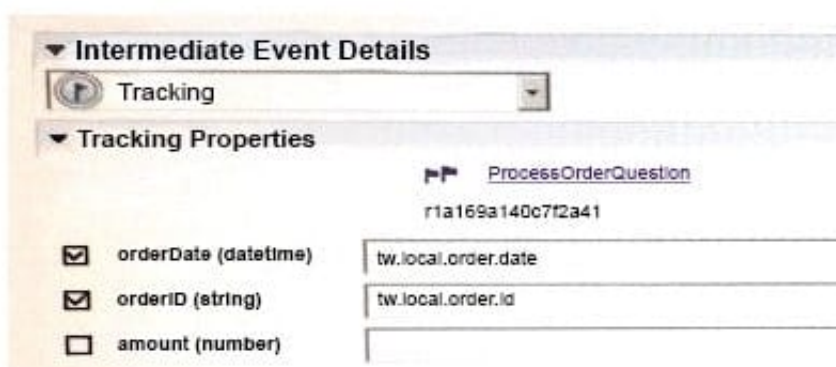 Intermediate Event Details
Tracking
Tracking Properties
ProcessOrderQuestion
r1a169a140c7f2a41
orderDate (datetime) tw.local.order.date
orderID (string) tw.local.order.id
amount (number)